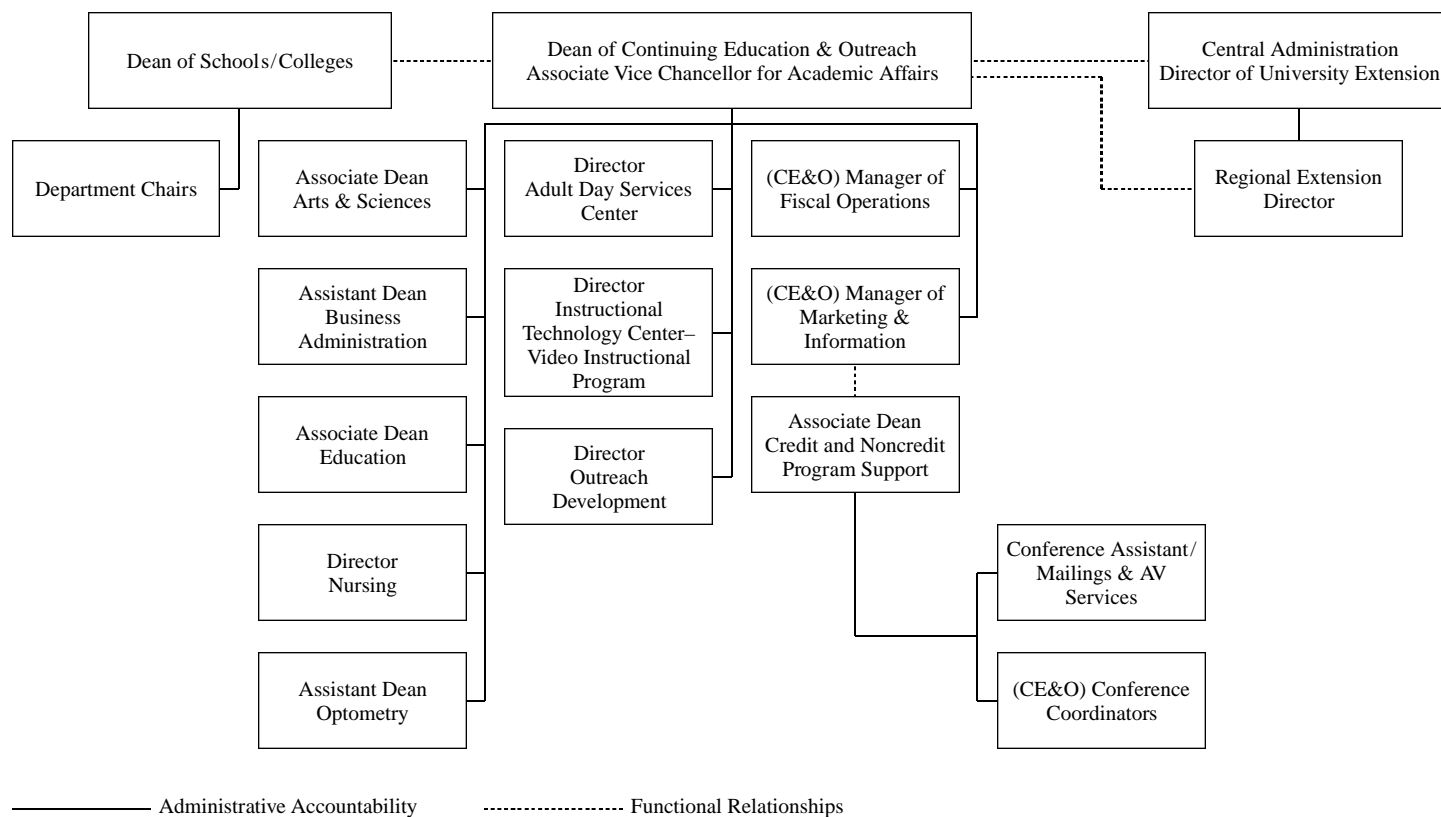 Dean of Schools/Colleges
Dean of Continuing Education & Outreach
Associate Vice Chancellor for Academic Affairs
Central Administration
Director of University Extension
Department Chairs
Associate Dean
Arts & Sciences
Director
Adult Day Services
Center
(CE&O) Manager of
Fiscal Operations
Regional Extension
Director
Assistant Dean
Business
Administration
Director
Instructional
Technology Center–
Video Instructional
Program
(CE&O) Manager of
Marketing &
Information
Associate Dean
Education
Director
Outreach
Development
Associate Dean
Credit and Noncredit
Program Support
Director
Nursing
Conference Assistant/
Mailings & AV
Services
Assistant Dean
Optometry
(CE&O) Conference
Coordinators
Administrative Accountability
Functional Relationships